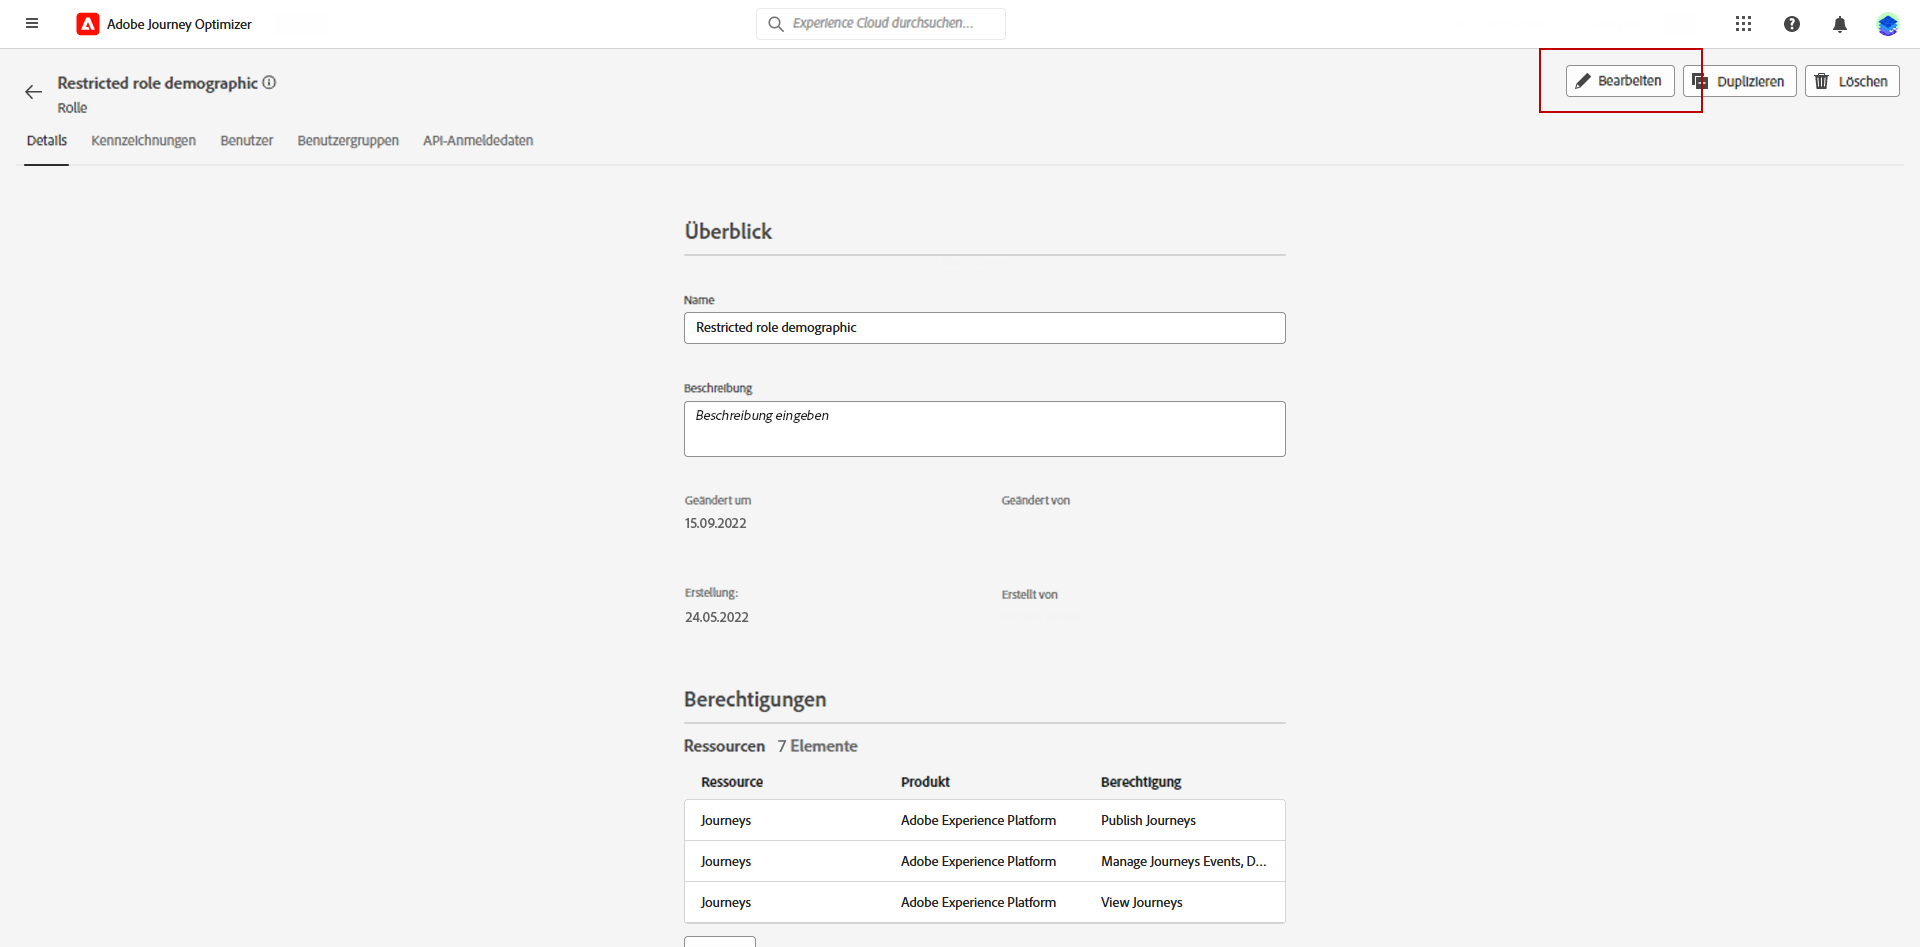 Adobe Journey Optimizer
Experience Cloud durchsuchen...
Restricted role demographic
Rolle
Bearbeiten
Duplizieren
Löschen
Details Kennzeichnungen Benutzer Benutzergruppen API-Anmeldedaten
Überblick
Name
Restricted role demographic
Beschreibung
Beschreibung eingeben
Geändert um Geändert von
15.09.2022
Erstellung: Erstellt von
24.05.2022
Berechtigungen
Ressourcen 7 Elemente
Ressource Produkt Berechtigung
Journeys Adobe Experience Platform Publish Journeys
Journeys Adobe Experience Platform Manage Journeys Events, D...
Journeys Adobe Experience Platform View Journeys